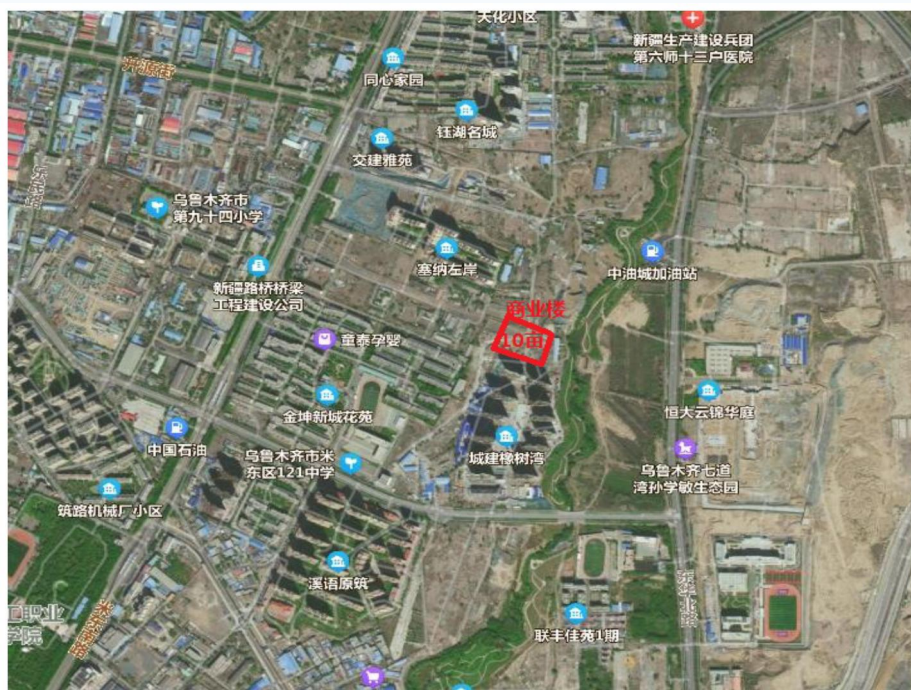 天化小区
新疆生产建设兵团
第六师十三户医院
同心家园
钰湖名城
交建雅苑
乌鲁木齐市
第九十四小学
塞纳左岸
中油城加油站
新疆路桥桥梁
工程建设公司
商业楼
10亩
童泰孕婴
金坤新城花苑
恒大云锦华庭
中国石油
乌鲁木齐市米
东区121中学
城建橡树湾
乌鲁木齐七道
湾孙学敏生态园
筑路机械厂小区
溪语原筑
工职业
学院
联丰佳苑1期